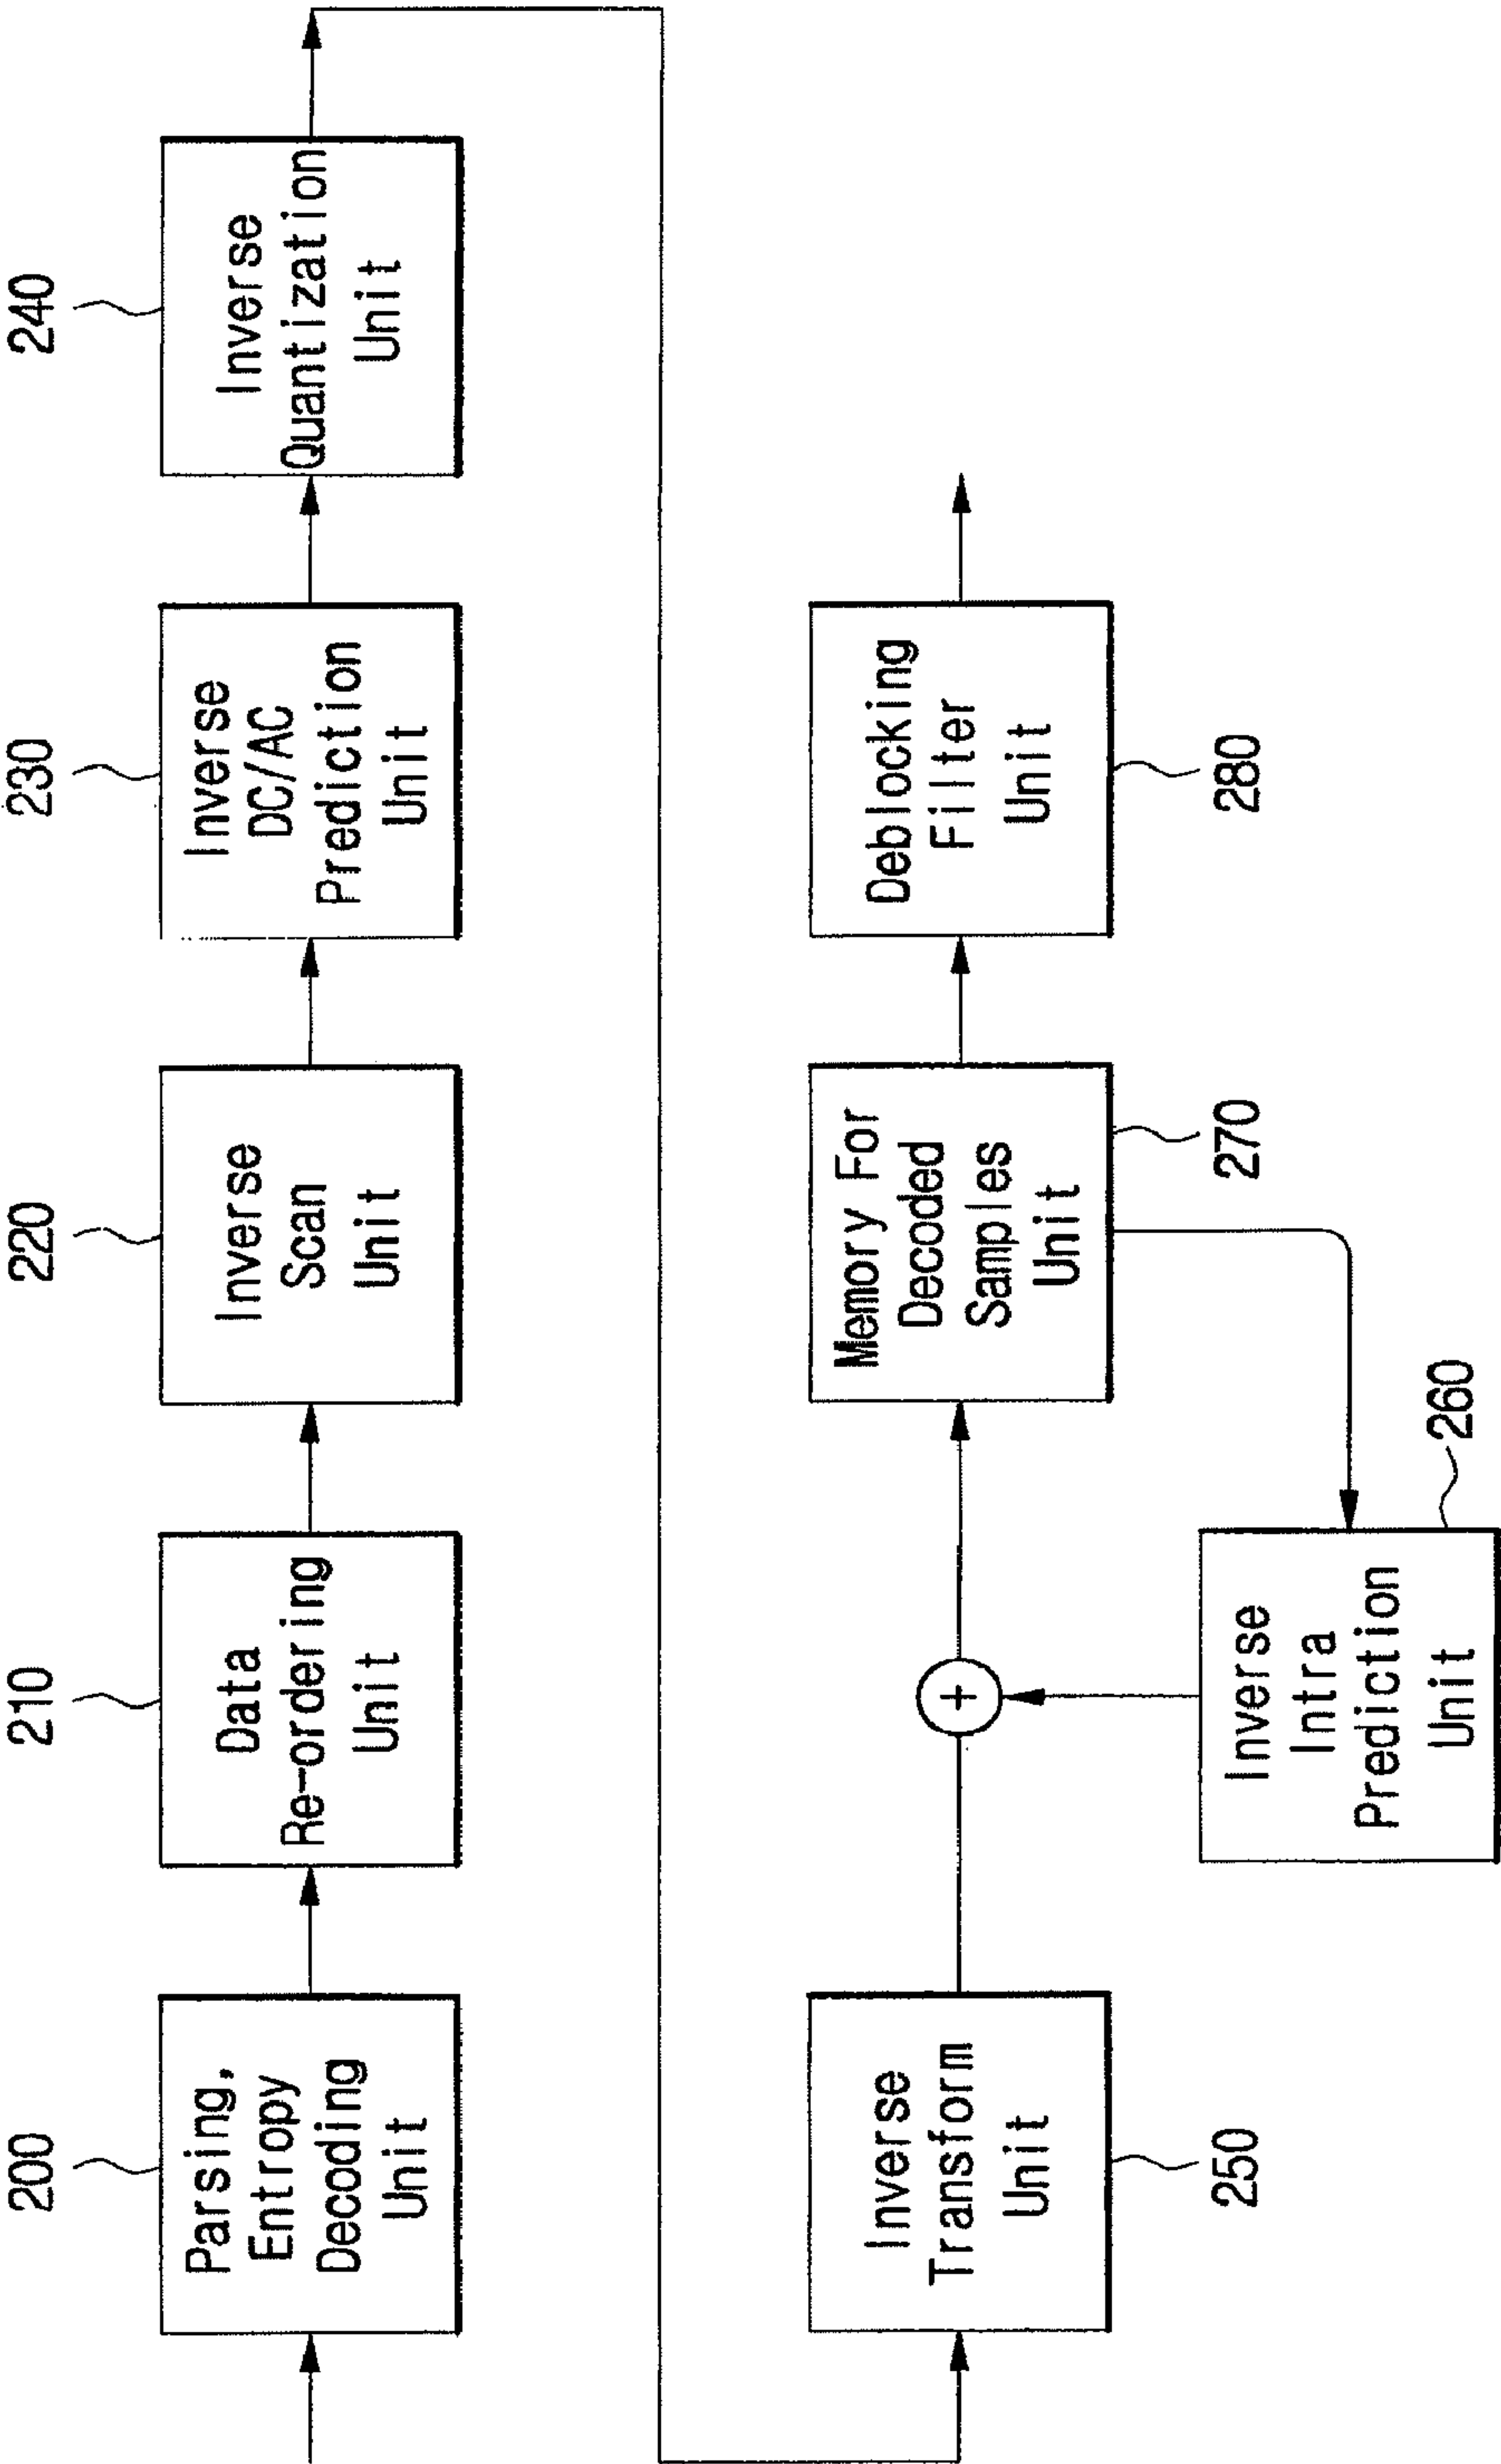 200
Parsing,
Entropy
Decoding
Unit
210
Data
Re-ordering
Unit
220
Inverse
Scan
Unit
230
Inverse
DC/AC
Prediction
Unit
240
Inverse
Quantization
Unit
Inverse
Transform
Unit
250
+
Inverse
Intra
Prediction
Unit
260
Memory For
Decoded
Samples
Unit
270
Deblocking
Filter
Unit
280